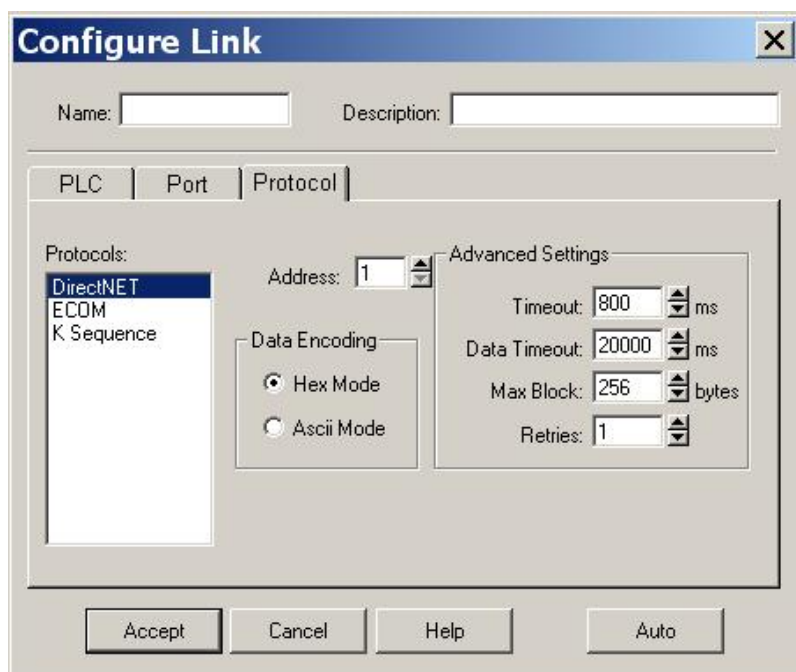 Configure Link
Name: Description:
PLC Port Protocol
Protocols:
DirectNET
ECOM
K Sequence
Address: 1
Data Encoding
Hex Mode
Ascii Mode
Advanced Settings
Timeout: 800 ms
Data Timeout: 20000 ms
Max Block: 256 bytes
Retries: 1
Accept Cancel Help Auto